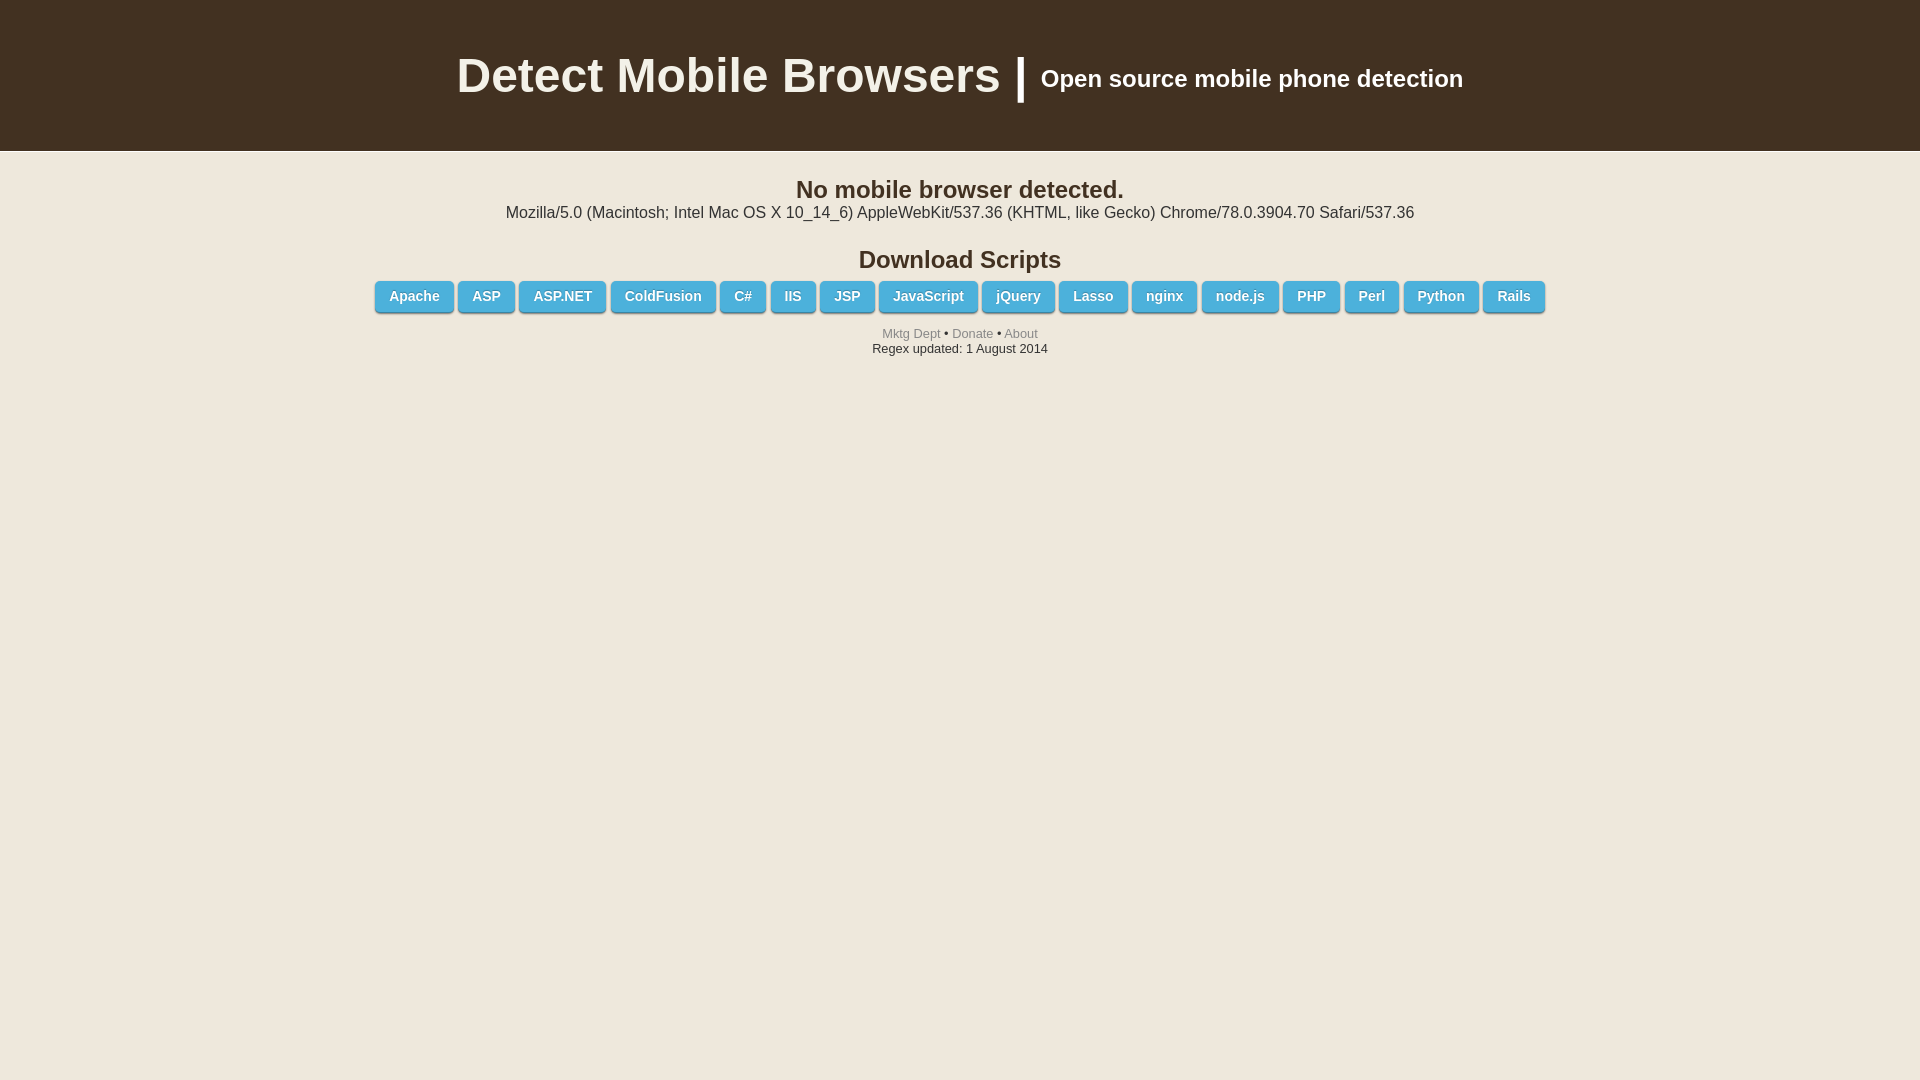 Detect Mobile Browsers | Open source mobile phone detection
No mobile browser detected.
Mozilla/5.0 (Macintosh; Intel Mac OS X 10_14_6) AppleWebKit/537.36 (KHTML, like Gecko) Chrome/78.0.3904.70 Safari/537.36
Download Scripts
Apache ASP ASP.NET ColdFusion C# IIS JSP JavaScript jQuery Lasso nginx node.js PHP Perl Python Rails
Mktg Dept • Donate • About
Regex updated: 1 August 2014